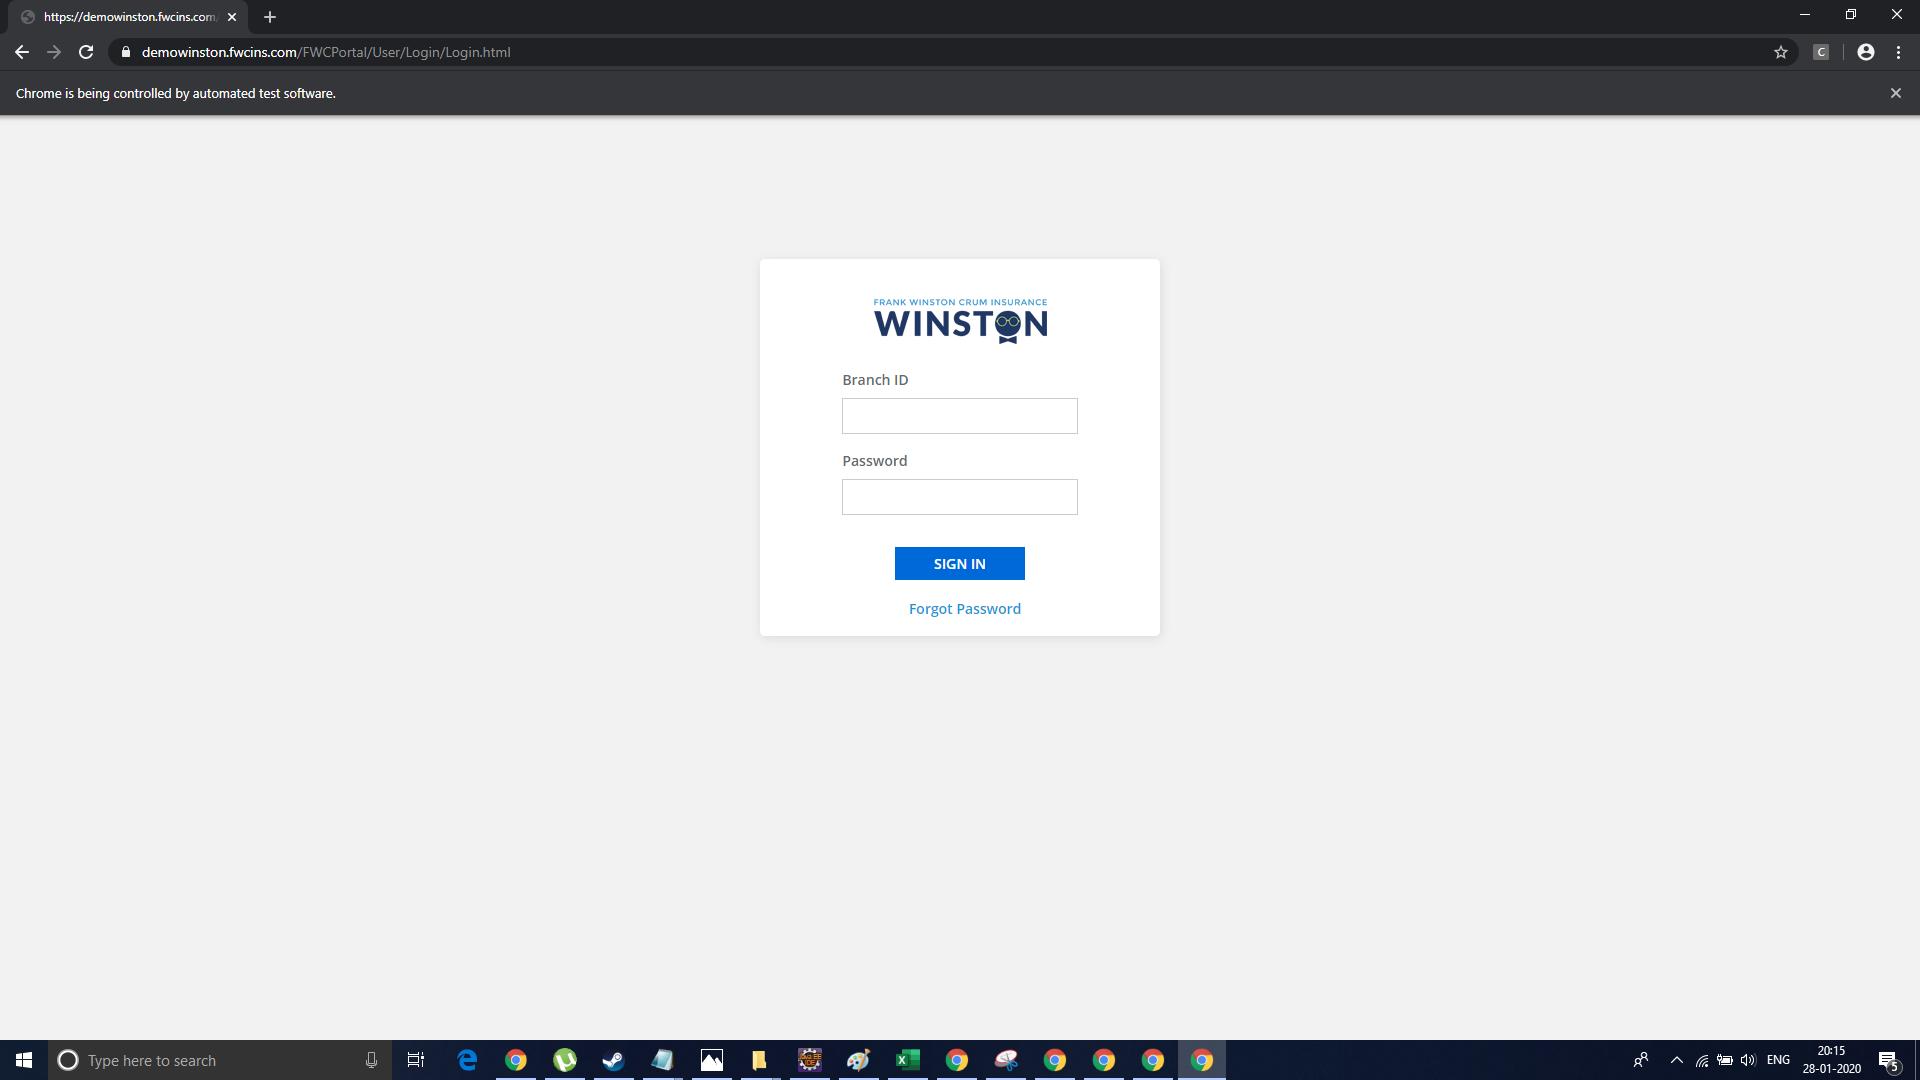 https://demowinston.fwcins.com/
demowinston.fwcins.com/FWCPortal/User/Login/Login.html
C
Chrome is being controlled by automated test software.
FRANK WINSTON CRUM INSURANCE
WINSTON
Branch ID
Password
SIGN IN
Forgot Password
Type here to search
ENG
20:15
28-01-2020
5